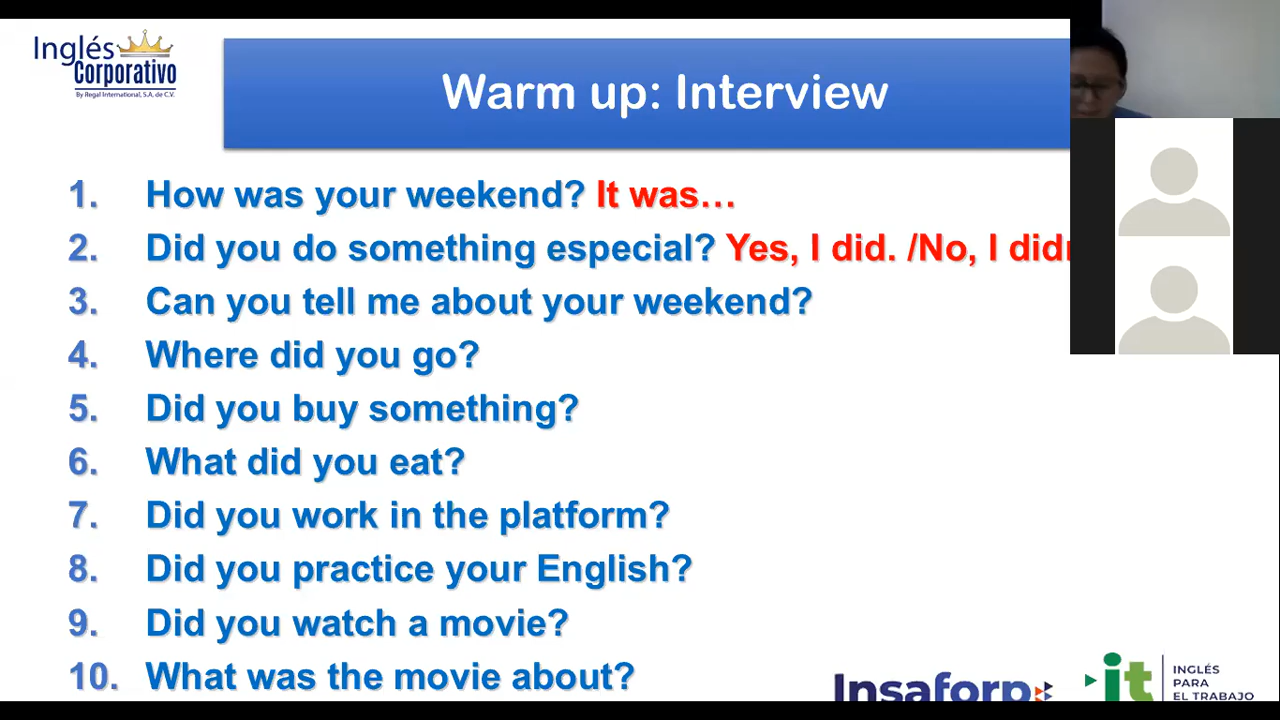 Inglés
Corporativo
By Regal International, S.A. de C.V.
Warm up: Interview
1. How was your weekend? It was…
2. Did you do something especial? Yes, I did. /No, I
3. Can you tell me about your weekend?
4. Where did you go?
5. Did you buy something?
6. What did you eat?
7. Did you work in the platform?
8. Did you practice your English?
9. Did you watch a movie?
10. What was the movie about?
Insaforp
it
INGLÉS
PARA
EL TRABAJO